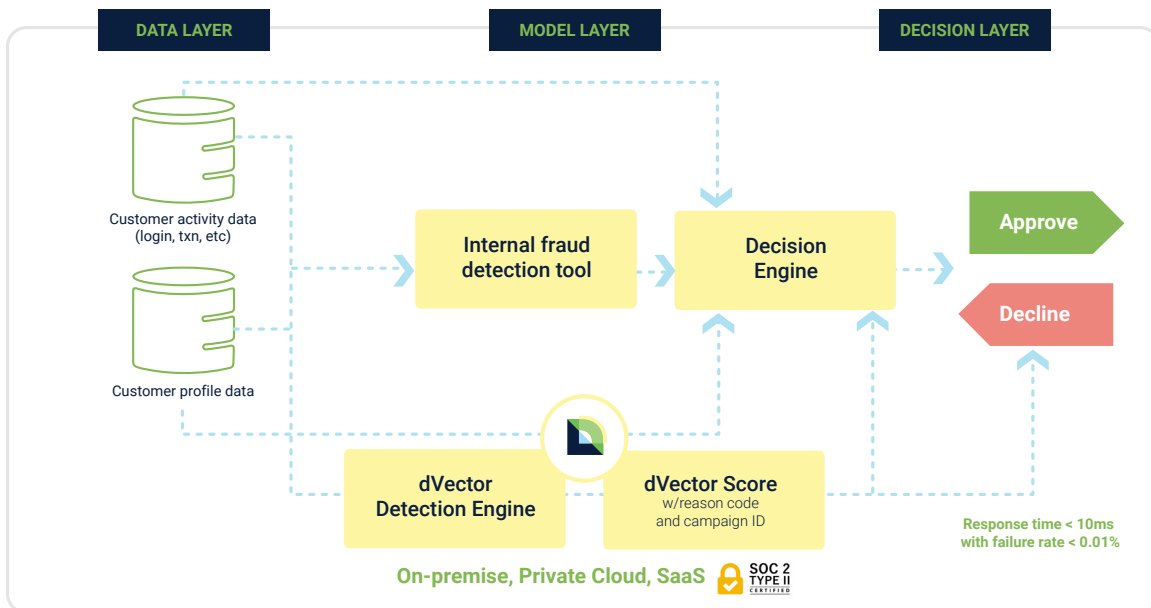 DATA LAYER
MODEL LAYER
DECISION LAYER
Customer activity data
(login, txn, etc)
Internal fraud
detection tool
Decision
Engine
Approve
Decline
Customer profile data
dVector
Detection Engine
dVector Score
w/reason code
and campaign ID
Response time < 10ms
with failure rate < 0.01%
On-premise, Private Cloud, SaaS
SOC 2
TYPE II
CERTIFIED